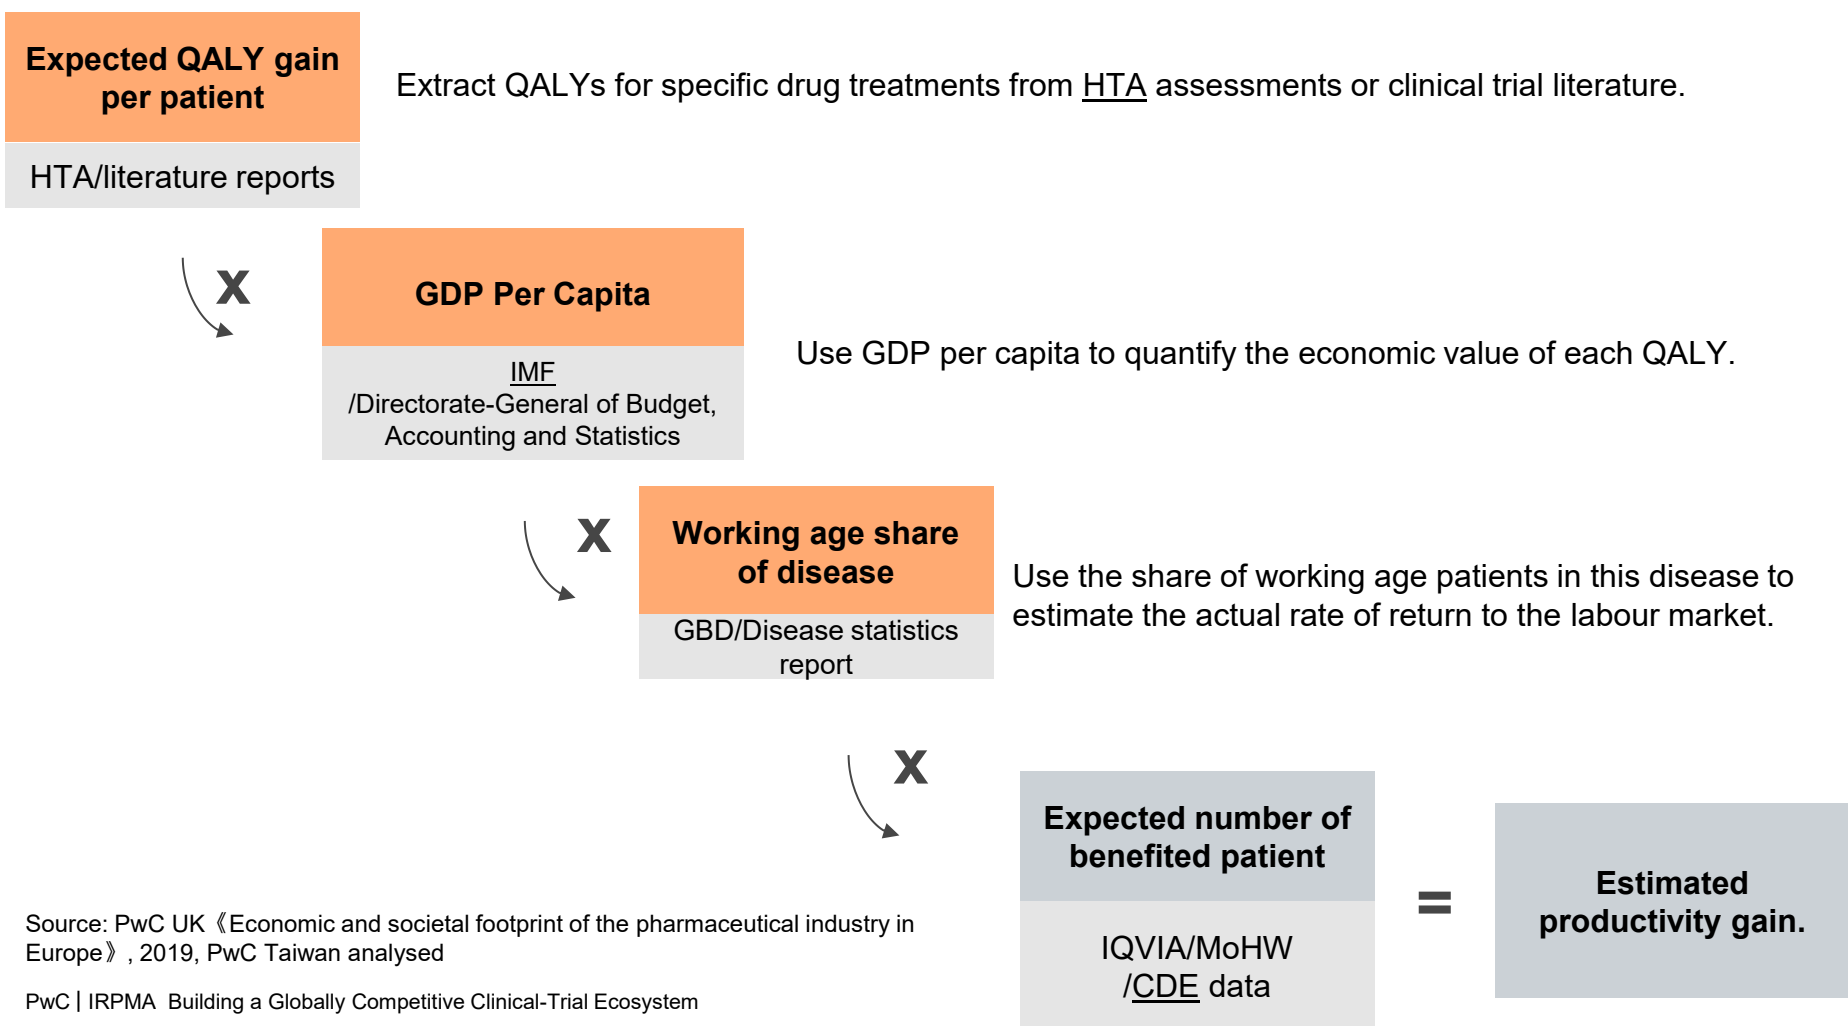 Expected QALY gain
per patient
Extract QALYs for specific drug treatments from HTA assessments or clinical trial literature.
HTA/literature reports
X
GDP Per Capita
IMF
/Directorate-General of Budget,
Accounting and Statistics
Use GDP per capita to quantify the economic value of each QALY.
X
Working age share
of disease
GBD/Disease statistics
report
Use the share of working age patients in this disease to
estimate the actual rate of return to the labour market.
X
Expected number of
benefited patient
IQVIA/MoHW
/CDE data
=
Estimated
productivity gain.
Source: PwC UK《Economic and societal footprint of the pharmaceutical industry in
Europe》, 2019, PwC Taiwan analysed
PwC | IRPMA Building a Globally Competitive Clinical-Trial Ecosystem